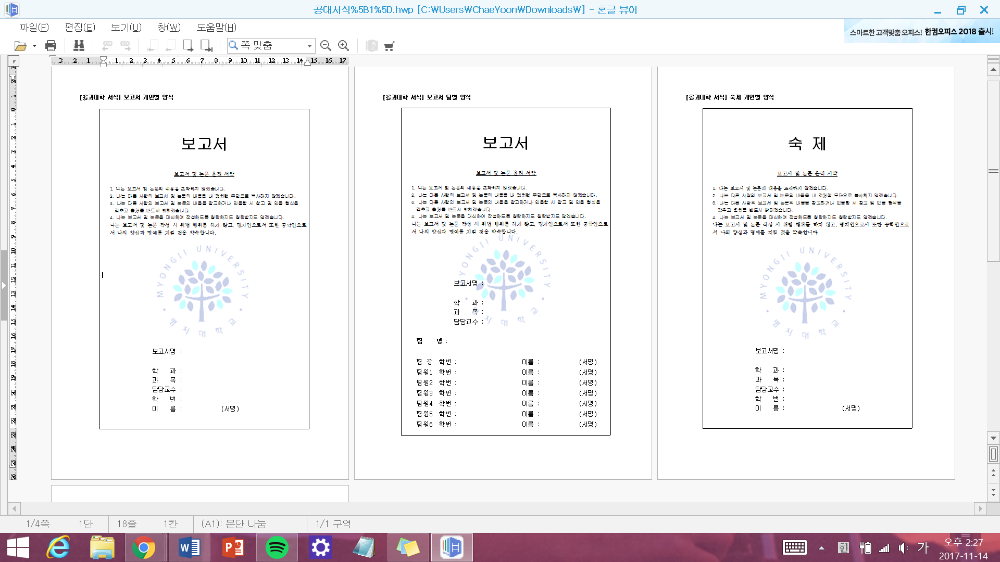 공대서식%5B1%5D.hwp [C:\Users\ChaeYoon\Downloads\] - 한글 뷰어
파일(F) 편집(E) 보기(U) 창(W) 도움말(H)
스마트한 고객맞춤 오피스! 한컴오피스 2018 출시!
쪽 맞춤
3 2 1 1 2 3 4 5 6 7 8 9 10 11 12 13 14 15 16 17
[공과대학 서식] 보고서 개인별 양식
보고서
보고서 및 논문 윤리 서약
1. 나는 보고서 및 논문의 내용을 조작하지 않겠습니다.
2. 나는 다른 사람의 보고서 및 논문의 내용을 내 것처럼 무단으로 복사하지 않겠습니다.
3. 나는 다른 사람의 보고서 및 논문의 내용을 참고하거나 인용할 시 참고 및 인용 형식을
갖추고 출처를 반드시 밝히겠습니다.
4. 나는 보고서 및 논문을 대신하여 작성하도록 청탁하지도 청탁받지도 않겠습니다.
나는 보고서 및 논문 작성 시 위법 행위를 하지 않고, 명지인으로서 또한 공학인으로
서 나의 양심과 명예를 지킬 것을 약속합니다.
MYONGJI UNIVERSITY
명지대학교
보고서명 :
학 과 :
과 목 :
담당교수 :
학 번 :
이 름 : (서명)
[공과대학 서식] 보고서 팀별 양식
보고서
보고서 및 논문 윤리 서약
1. 나는 보고서 및 논문의 내용을 조작하지 않겠습니다.
2. 나는 다른 사람의 보고서 및 논문의 내용을 내 것처럼 무단으로 복사하지 않겠습니다.
3. 나는 다른 사람의 보고서 및 논문의 내용을 참고하거나 인용할 시 참고 및 인용 형식을
갖추고 출처를 반드시 밝히겠습니다.
4. 나는 보고서 및 논문을 대신하여 작성하도록 청탁하지도 청탁받지도 않겠습니다.
나는 보고서 및 논문 작성 시 위법 행위를 하지 않고, 명지인으로서 또한 공학인으로
서 나의 양심과 명예를 지킬 것을 약속합니다.
MYONGJI UNIVERSITY
명지대학교
보고서명 :
학 과 :
과 목 :
담당교수 :
팀 명 :
팀 장 학번 : 이름 : (서명)
팀원1 학번 : 이름 : (서명)
팀원2 학번 : 이름 : (서명)
팀원3 학번 : 이름 : (서명)
팀원4 학번 : 이름 : (서명)
팀원5 학번 : 이름 : (서명)
팀원6 학번 : 이름 : (서명)
[공과대학 서식] 숙제 개인별 양식
숙 제
보고서 및 논문 윤리 서약
1. 나는 보고서 및 논문의 내용을 조작하지 않겠습니다.
2. 나는 다른 사람의 보고서 및 논문의 내용을 내 것처럼 무단으로 복사하지 않겠습니다.
3. 나는 다른 사람의 보고서 및 논문의 내용을 참고하거나 인용할 시 참고 및 인용 형식을
갖추고 출처를 반드시 밝히겠습니다.
4. 나는 보고서 및 논문을 대신하여 작성하도록 청탁하지도 청탁받지도 않겠습니다.
나는 보고서 및 논문 작성 시 위법 행위를 하지 않고, 명지인으로서 또한 공학인으로
서 나의 양심과 명예를 지킬 것을 약속합니다.
MYONGJI UNIVERSITY
명지대학교
보고서명 :
학 과 :
과 목 :
담당교수 :
학 번 :
이 름 : (서명)
1/4쪽 1단 18줄 1칸 (A1): 문단 나눔 1/1 구역
한 가 오후 2:27
2017-11-14